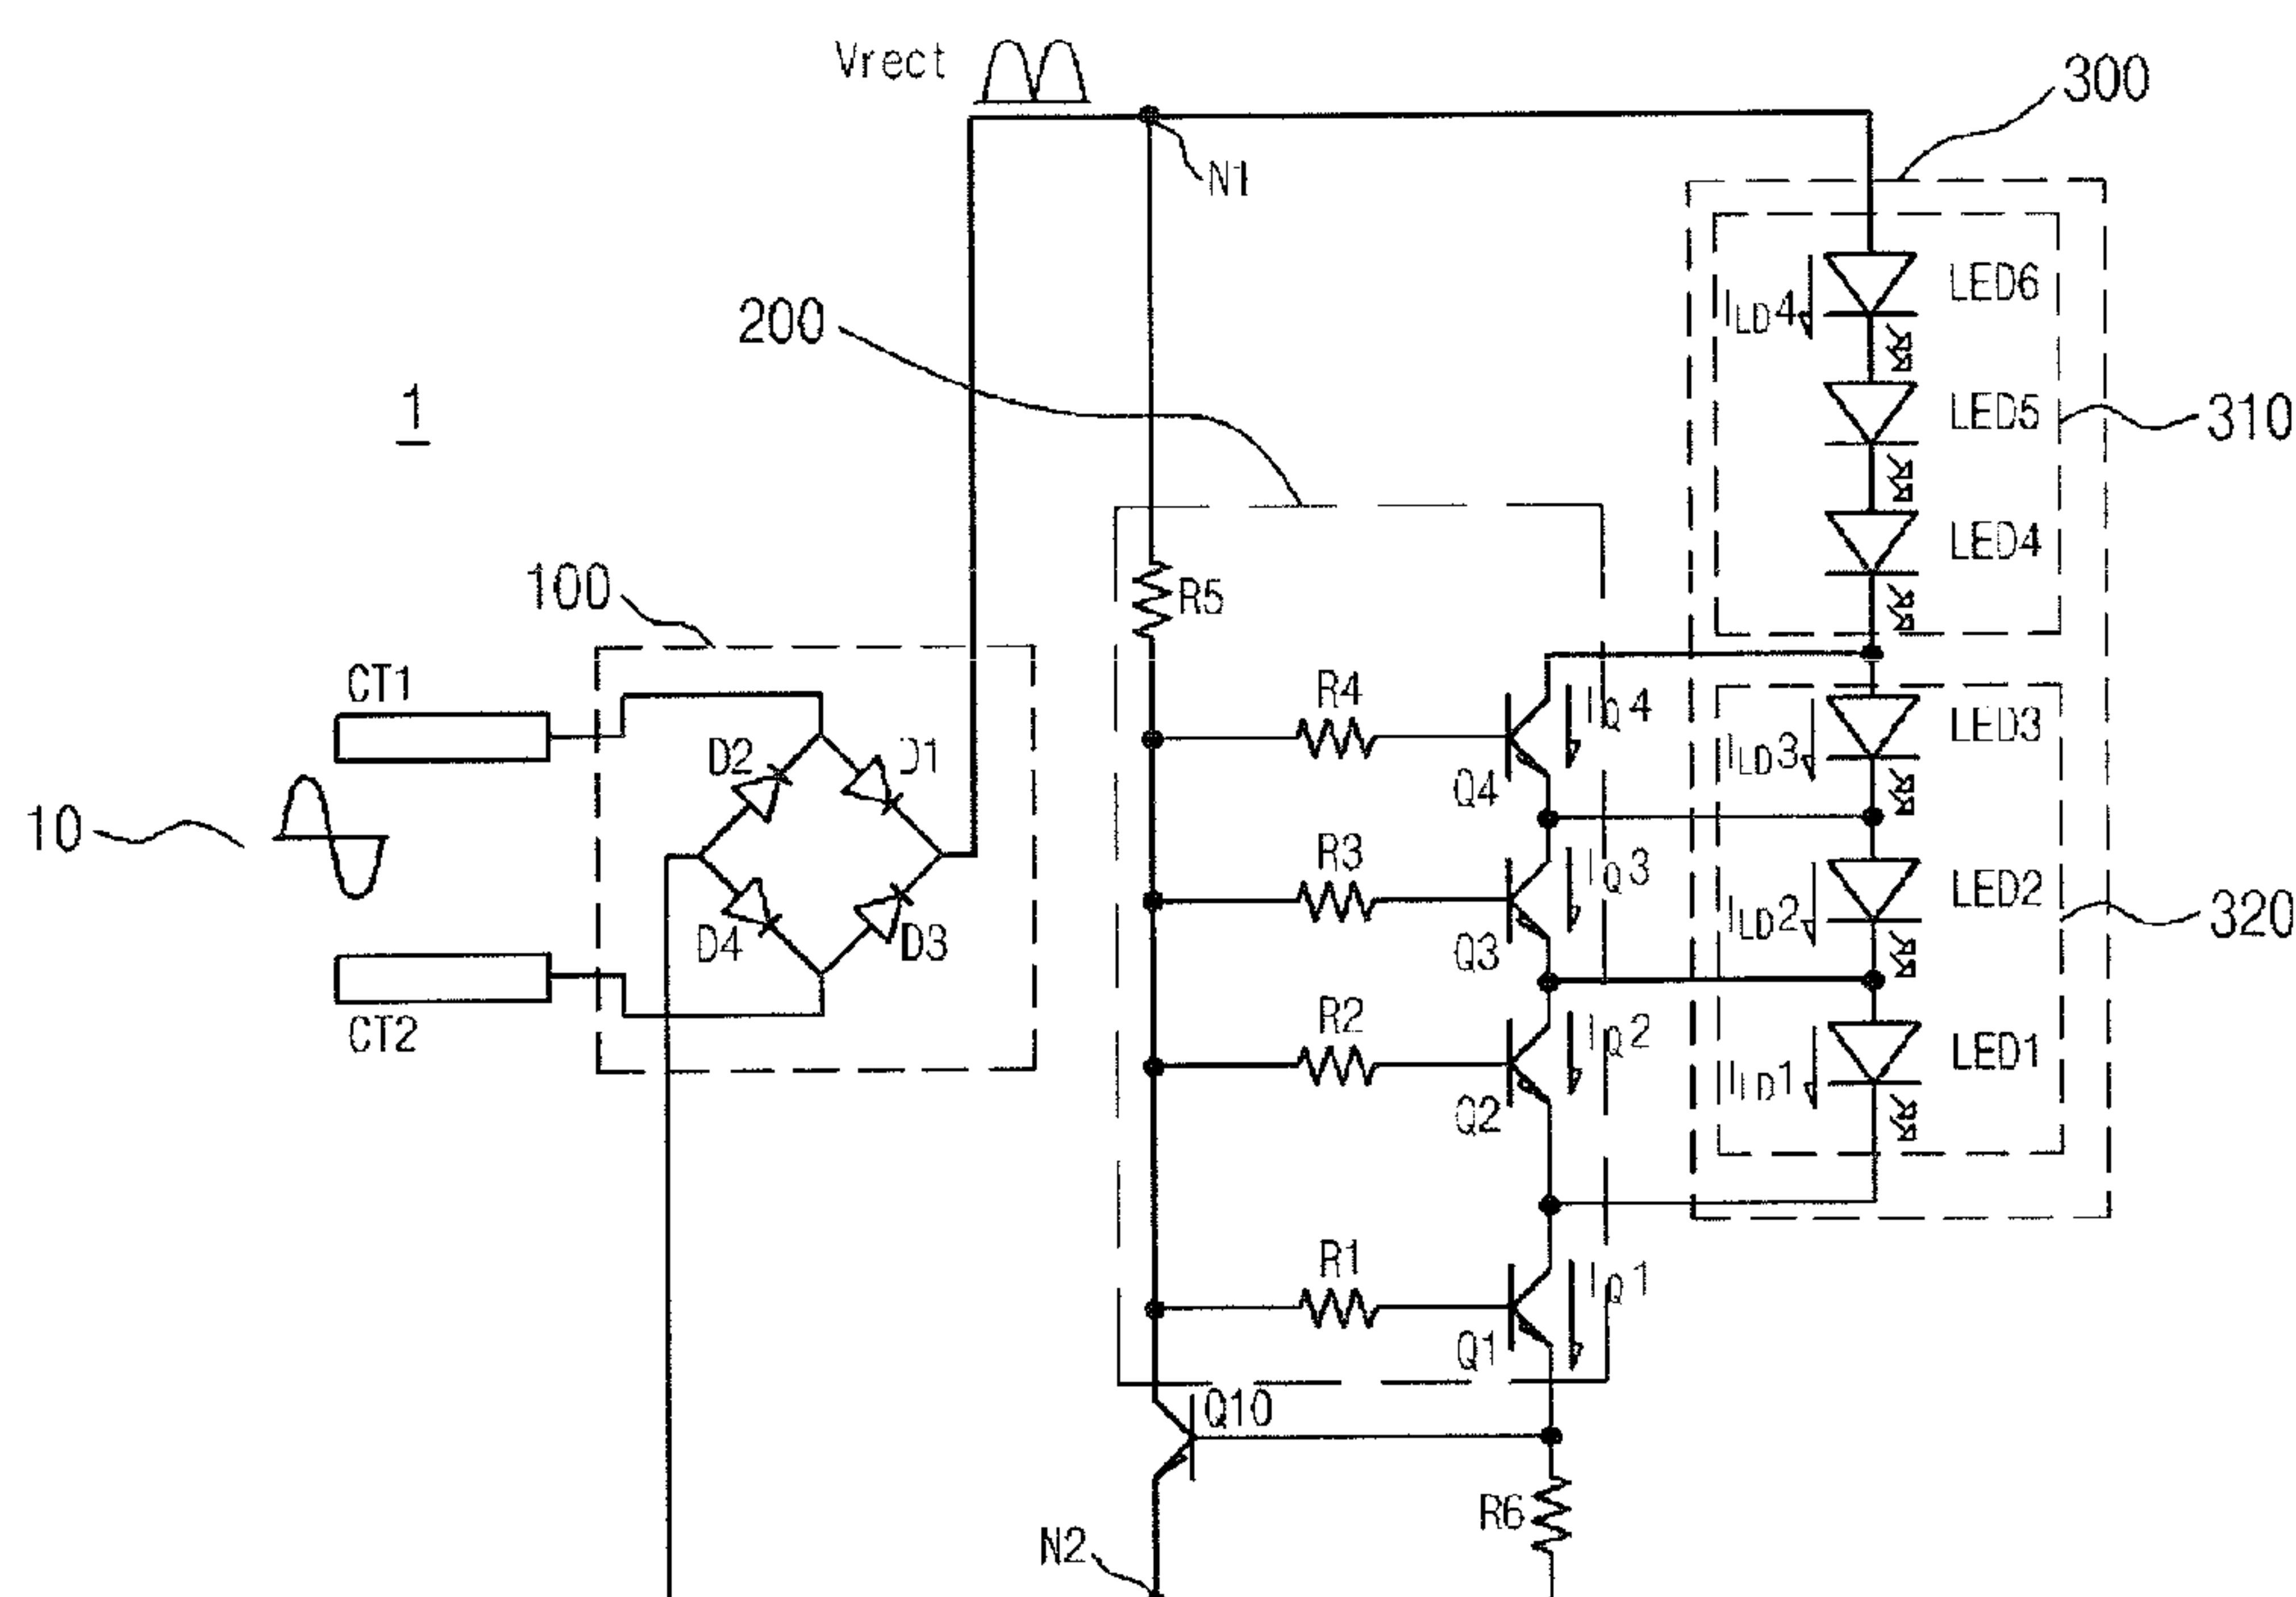 Vrect
300
N1
LED6
ILD4
200
1
LED5
310
LED4
100
R5
CT1
R4
IQ4
LED3
D2
D1
ILD3
Q4
10
R3
IQ3
LED2
320
D4
D3
Q3
ILD2
R2
IQ2
CT2
LED1
ILD1
Q2
R1
IQ1
Q1
Q10
R6
N2